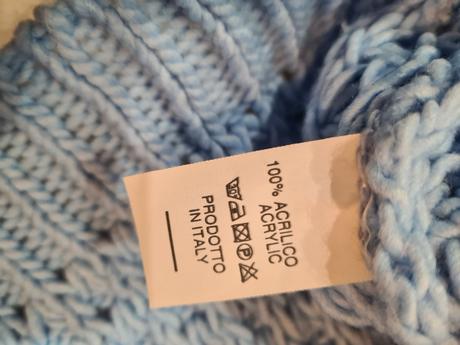 100% ACRILICO
ACRYLIC
PRODOTTO
IN ITALY